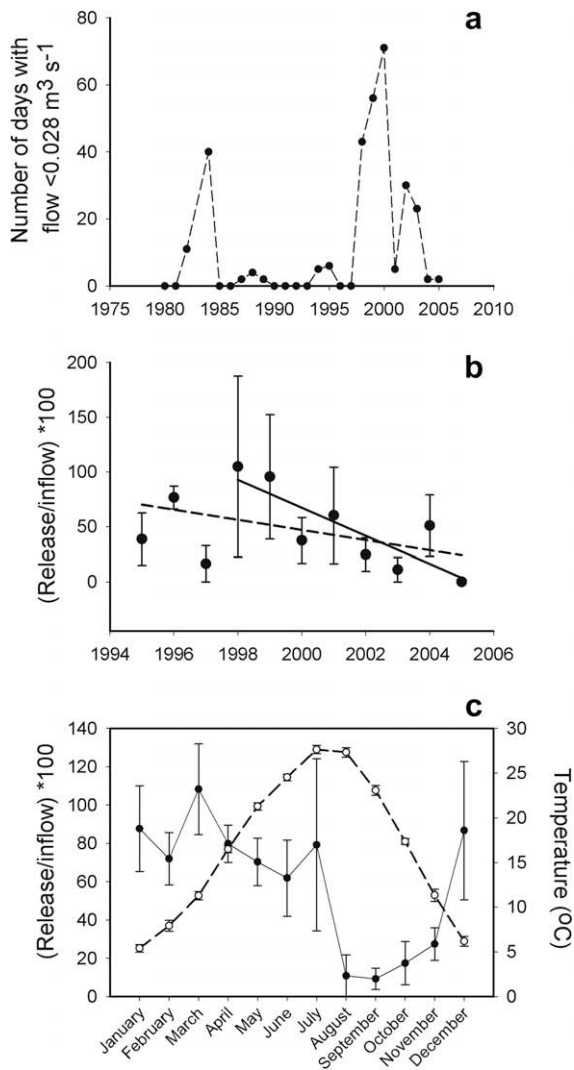 a
Number of days with
flow <0.028 m³ s⁻¹
80
60
40
20
0
1975 1980 1985 1990 1995 2000 2005 2010
b
(Release/inflow) *100
200
150
100
50
0
1994 1996 1998 2000 2002 2004 2006
c
(Release/inflow) *100
140
120
100
80
60
40
20
0
30
25
20
15
10
5
0
Temperature (⁰C)
January
February
March
April
May
June
July
August
September
October
November
December